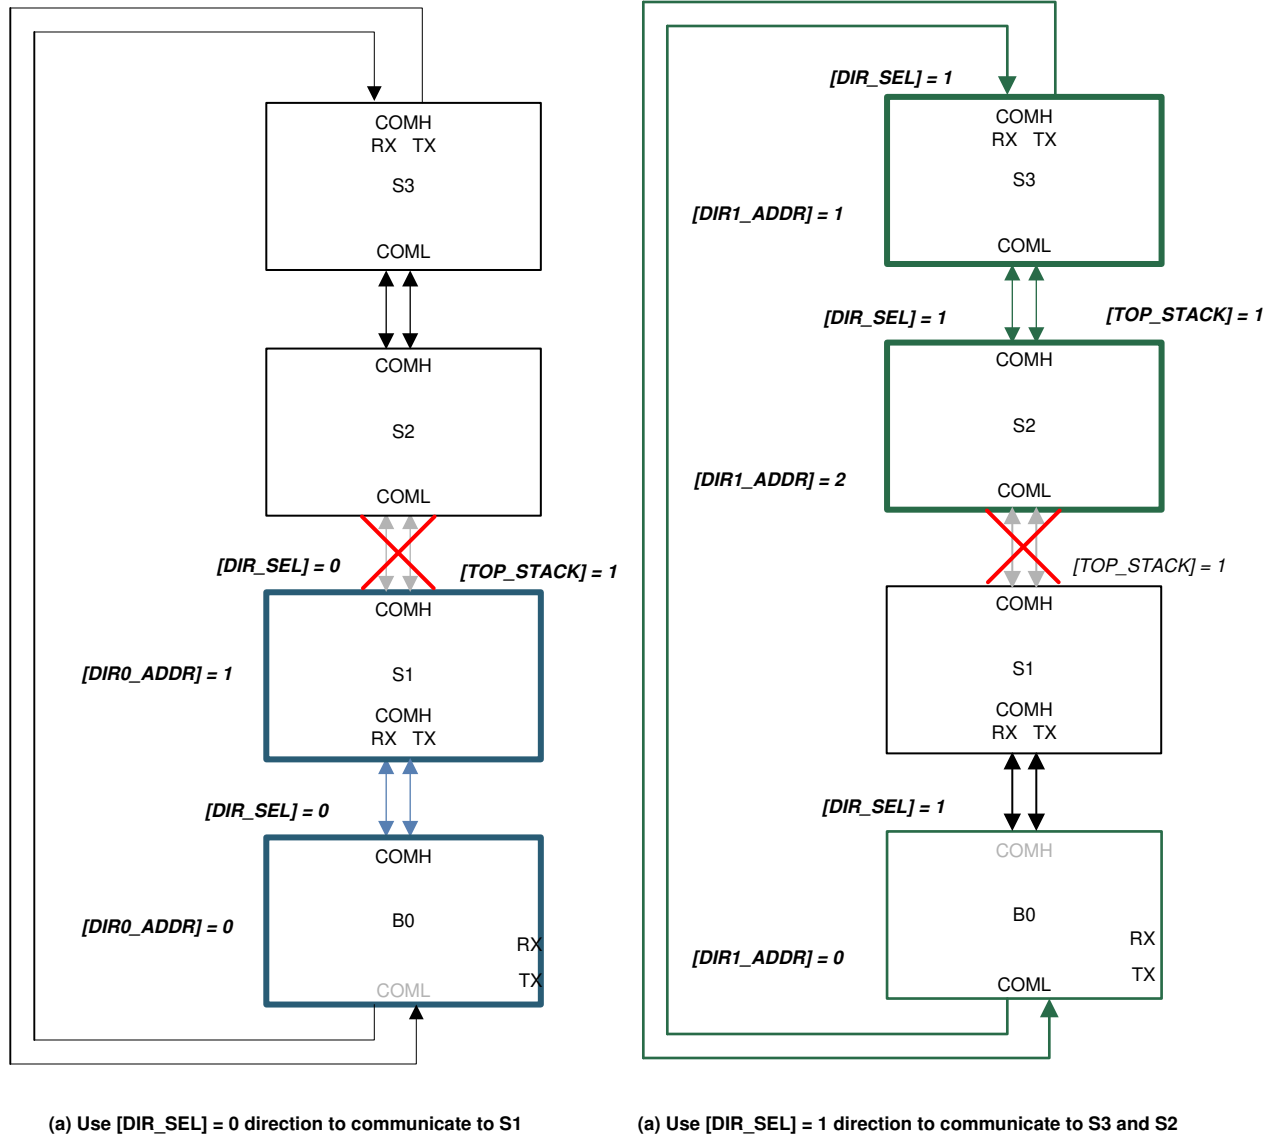 COMH
RX TX
S3
COML
COMH
S2
COML
[DIR_SEL] = 0
[TOP_STACK] = 1
COMH
[DIR0_ADDR] = 1
S1
COMH
RX TX
[DIR_SEL] = 0
COMH
[DIR0_ADDR] = 0
B0
RX
TX
COML
(a) Use [DIR_SEL] = 0 direction to communicate to S1
[DIR_SEL] = 1
COMH
RX TX
S3
[DIR1_ADDR] = 1
COML
[DIR_SEL] = 1
[TOP_STACK] = 1
COMH
S2
[DIR1_ADDR] = 2
COML
[TOP_STACK] = 1
COMH
S1
COMH
RX TX
[DIR_SEL] = 1
COMH
B0
RX
[DIR1_ADDR] = 0
TX
COML
(a) Use [DIR_SEL] = 1 direction to communicate to S3 and S2